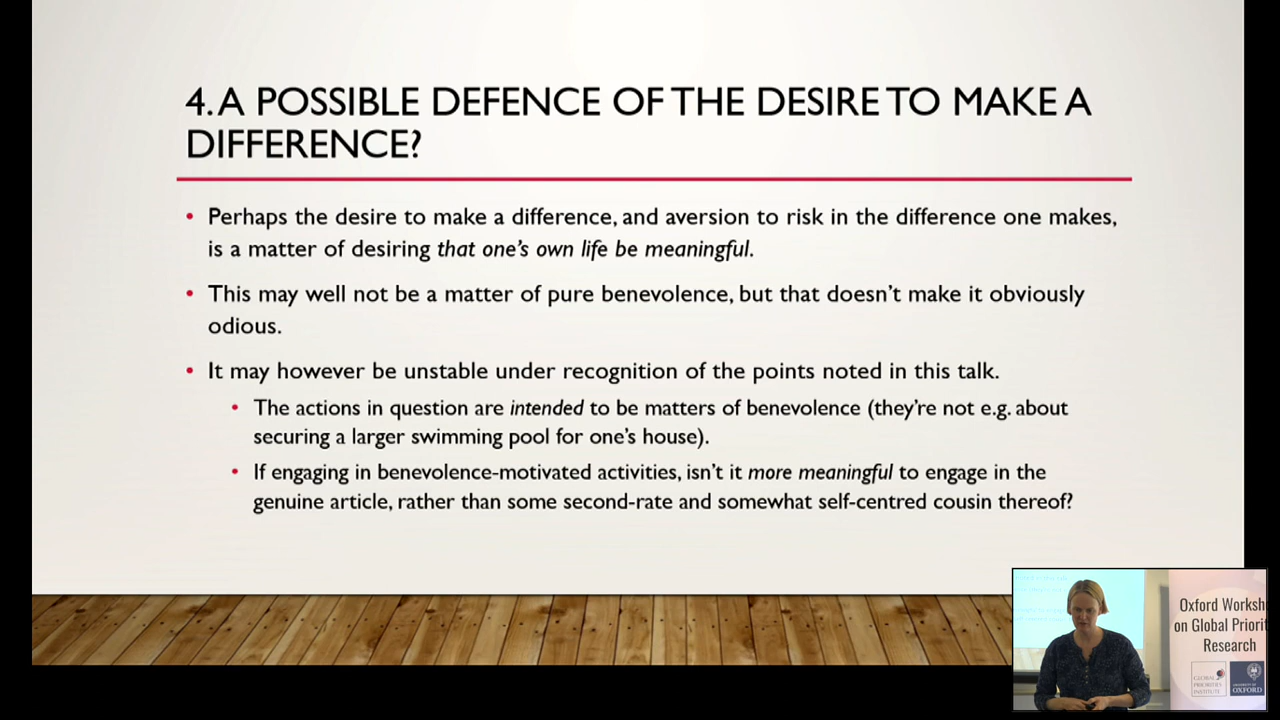 4. A POSSIBLE DEFENCE OF THE DESIRE TO MAKE A
DIFFERENCE?
• Perhaps the desire to make a difference, and aversion to risk in the difference one makes,
is a matter of desiring that one's own life be meaningful.
• This may well not be a matter of pure benevolence, but that doesn't make it obviously
odious.
• It may however be unstable under recognition of the points noted in this talk.
• The actions in question are intended to be matters of benevolence (they're not e.g. about
securing a larger swimming pool for one's house).
• If engaging in benevolence-motivated activities, isn't it more meaningful to engage in the
genuine article, rather than some second-rate and somewhat self-centred cousin thereof?
Oxford Worksh
on Global Priorit
Research
GLOBAL
PRIORITIES
INSTITUTE
UNIVERSITY OF
OXFORD